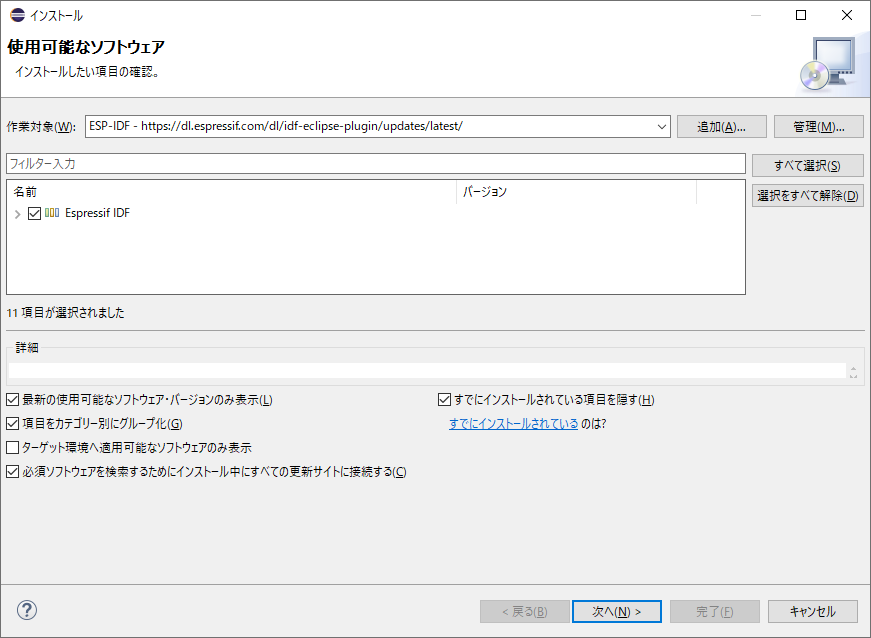 インストール
使用可能なソフトウェア
インストールしたい項目の確認。
作業対象(W): ESP-IDF - https://dl.espressif.com/dl/idf-eclipse-plugin/updates/latest/ 追加(A)... 管理(M)...
フィルター入力 すべて選択(S)
名前 バージョン 選択をすべて解除(D)
Espressif IDF
11 項目が選択されました
詳細
最新の使用可能なソフトウェア・バージョンのみ表示(L) すでにインストールされている項目を隠す(H)
項目をカテゴリー別にグループ化(G) すでにインストールされている のは?
ターゲット環境へ適用可能なソフトウェアのみ表示
必須ソフトウェアを検索するためにインストール中にすべての更新サイトに接続する(C)
? < 戻る(B) 次へ(N) > 完了(F) キャンセル